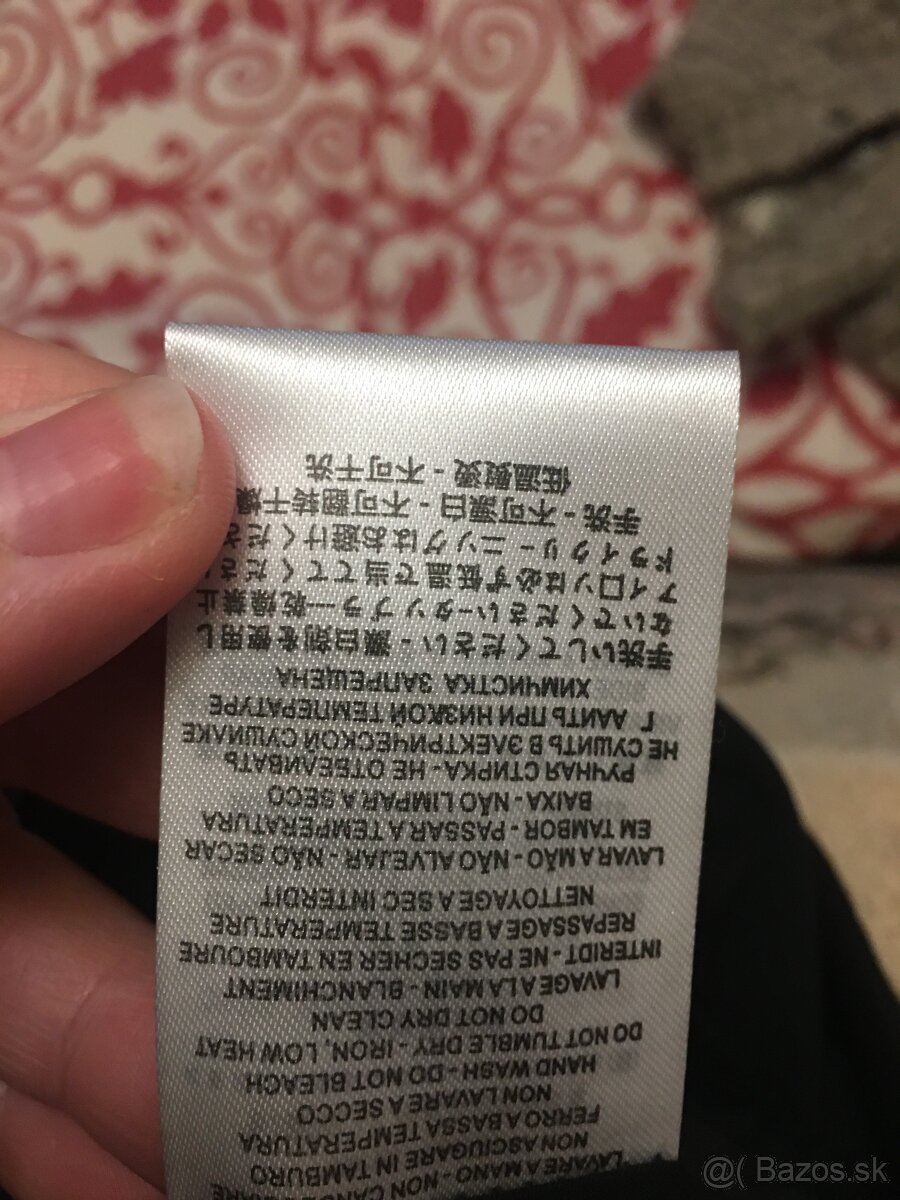 LAVARE A MANO - NON
NON ASCIUGARE IN TAMBURO
FERRO A BASSA TEMPERATURA
NON LAVARE A SECCO
HAND WASH - DO NOT BLEACH
DO NOT TUMBLE DRY - IRON, LOW HEAT
DO NOT DRY CLEAN
LAVAGE A LA MAIN - BLANCHIMENT
INTERIDT - NE PAS SECHER EN TAMBOURE
REPASSAGE A BASSE TEMPERATURE
NETTOYAGE A SEC INTERDIT
LAVAR A MÃO - NÃO ALVEJAR - NÃO SECAR
EM TAMBOR - PASSAR A TEMPERATURA
BAIXA - NÃO LIMPAR A SECO
РУЧНАЯ СТИРКА - НЕ ОТБЕЛИВАТЬ
НЕ СУШИТЬ В ЭЛЕКТРИЧЕСКОЙ СУШИЛКЕ
Г ЛАИТЬ ПРИ НИЗКОЙ ТЕМПЕРАТУРЕ
ХИМЧИСТКА ЗАПРЕЩЕНА
手洗いしてください - 漂白剤を使用し
ないでください-タンブラー乾燥禁止
アイロンは必ず低温で当ててください
ドライクリーニングはお避けくださ
手洗 - 不可漂白 - 不可翻转干燥
低温熨烫 - 不可干洗
@( Bazos.sk